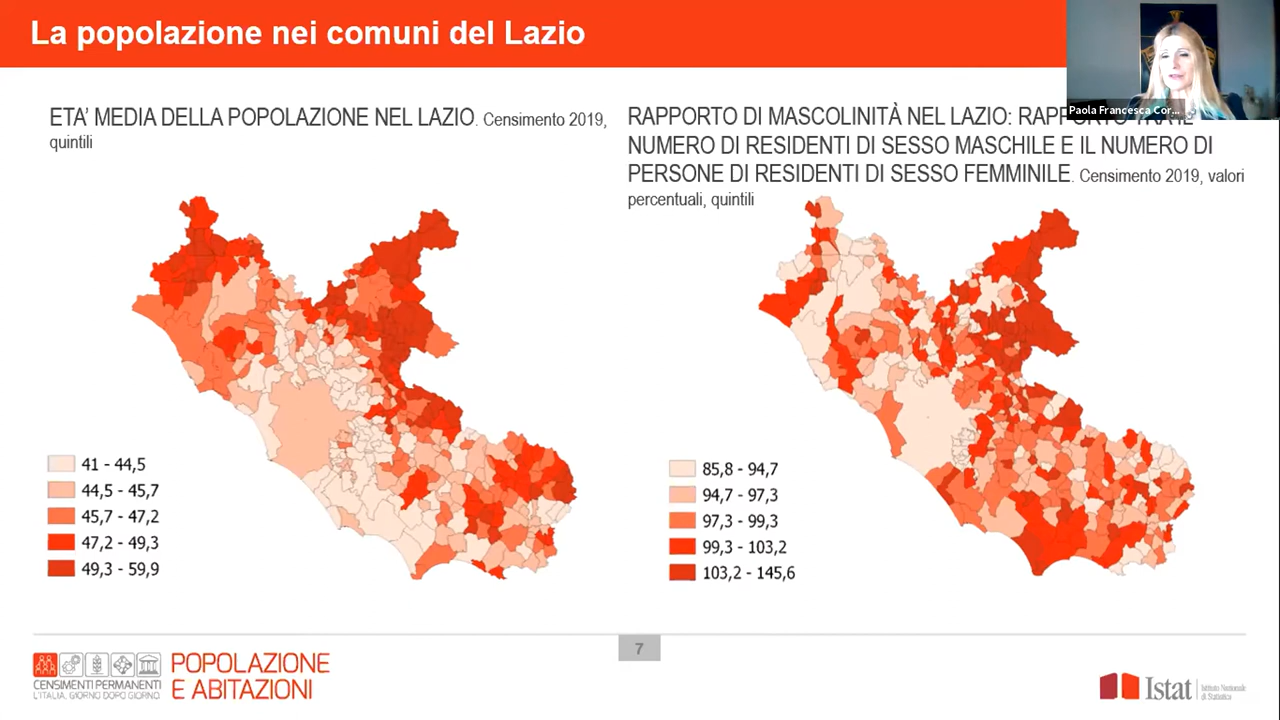 La popolazione nei comuni del Lazio
Paola Francesca Cor...
ETA' MEDIA DELLA POPOLAZIONE NEL LAZIO. Censimento 2019,
quintili
RAPPORTO DI MASCOLINITÀ NEL LAZIO: RAPPORTO TRA IL
NUMERO DI RESIDENTI DI SESSO MASCHILE E IL NUMERO DI
PERSONE DI RESIDENTI DI SESSO FEMMINILE. Censimento 2019, valori
percentuali, quintili
41 - 44,5
44,5 - 45,7
45,7 - 47,2
47,2 - 49,3
49,3 - 59,9
85,8 - 94,7
94,7 - 97,3
97,3 - 99,3
99,3 - 103,2
103,2 - 145,6
7
CENSIMENTI PERMANENTI
L'ITALIA, GIORNO DOPO GIORNO
POPOLAZIONE
E ABITAZIONI
Istat
Istituto Nazionale
di Statistica